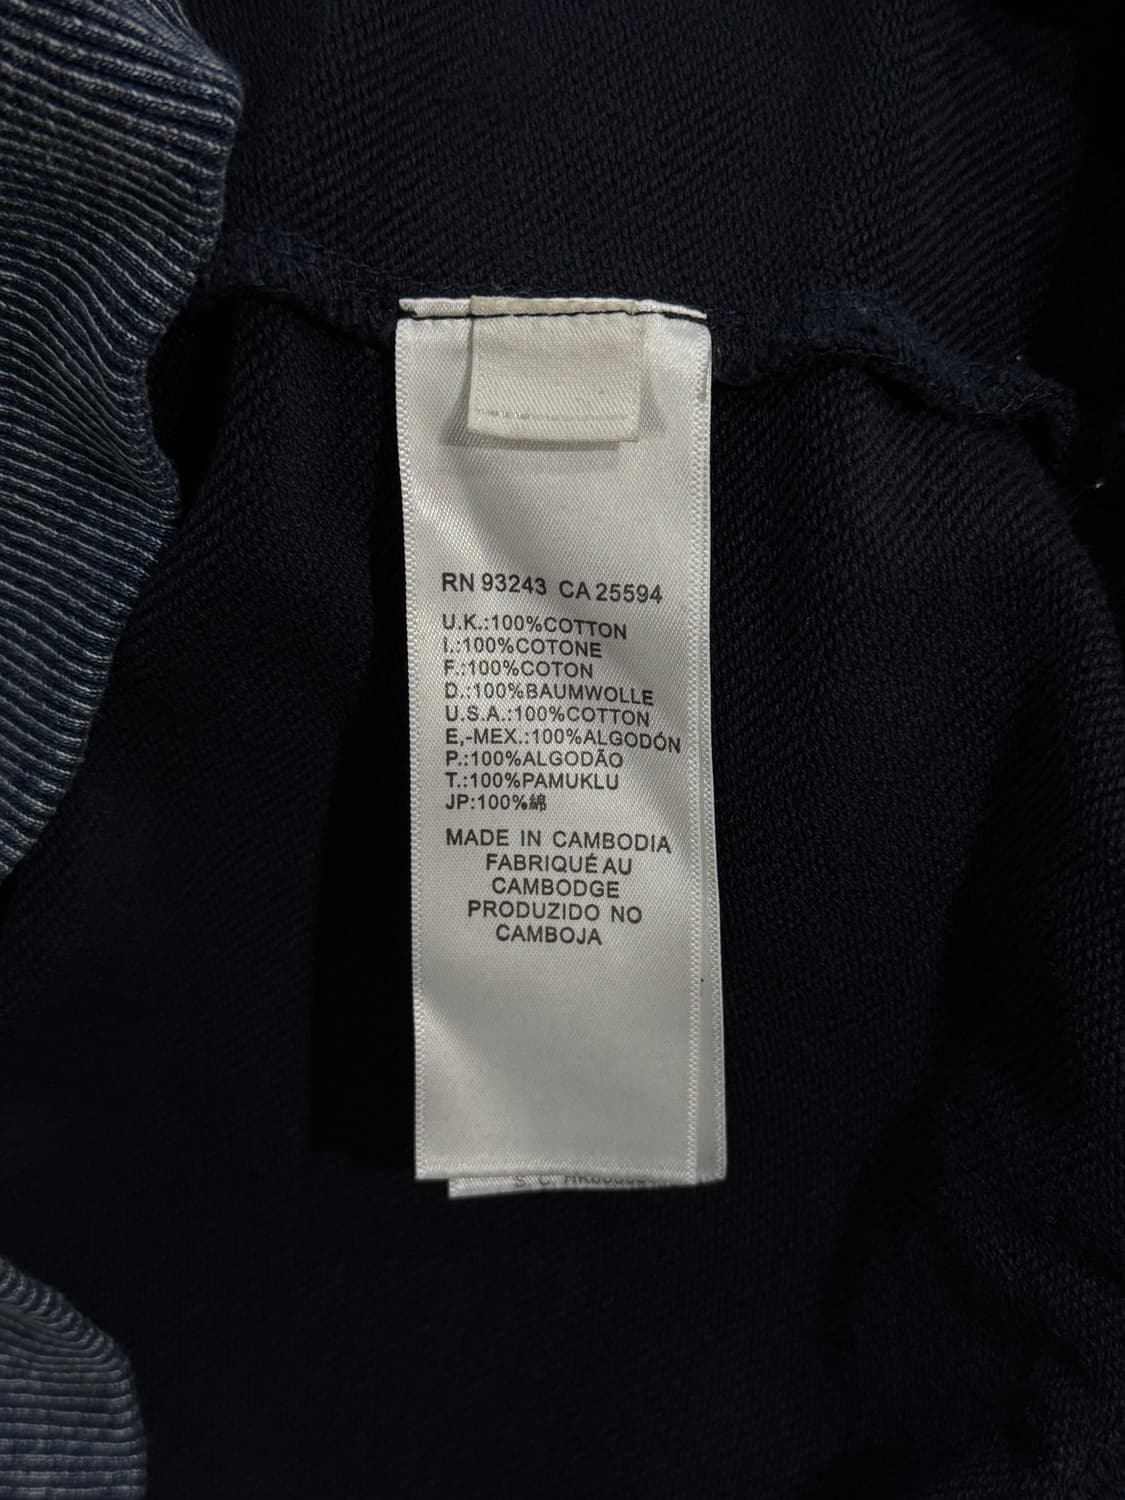 RN 93243 CA 25594
U.K.:100%COTTON
I.:100%COTONE
F.:100%COTON
D.:100%BAUMWOLLE
U.S.A.:100%COTTON
E,-MEX.:100%ALGODÓN
P.:100%ALGODÃO
T.:100%PAMUKLU
JP:100%綿
MADE IN CAMBODIA
FABRIQUÉ AU
CAMBODGE
PRODUZIDO NO
CAMBOJA